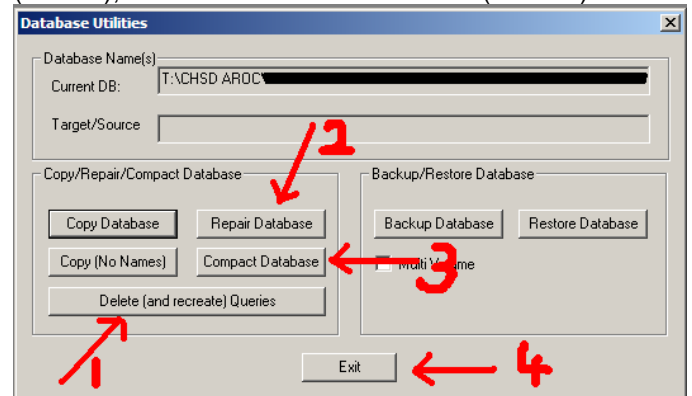 Database Utilities
Database Name(s)
Current DB: T:\CHSD AROC\
Target/Source
2
Copy/Repair/Compact Database
Backup/Restore Database
Copy Database Repair Database Backup Database Restore Database
Copy (No Names) Compact Database 3 Multi Volume
Delete (and recreate) Queries
1
Exit 4